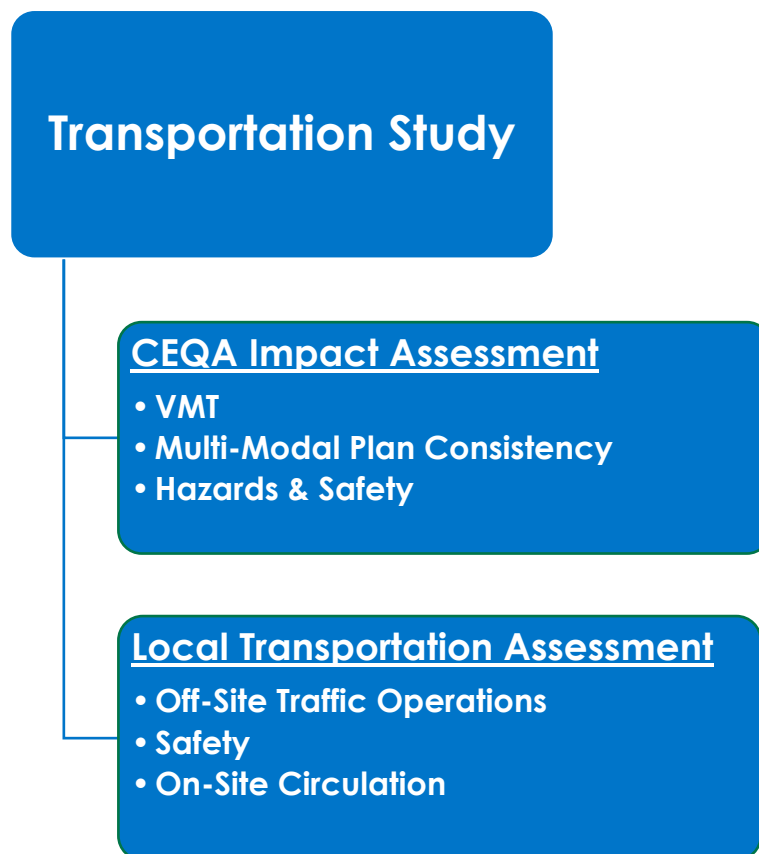 Transportation Study
CEQA Impact Assessment
• VMT
• Multi-Modal Plan Consistency
• Hazards & Safety
Local Transportation Assessment
• Off-Site Traffic Operations
• Safety
• On-Site Circulation